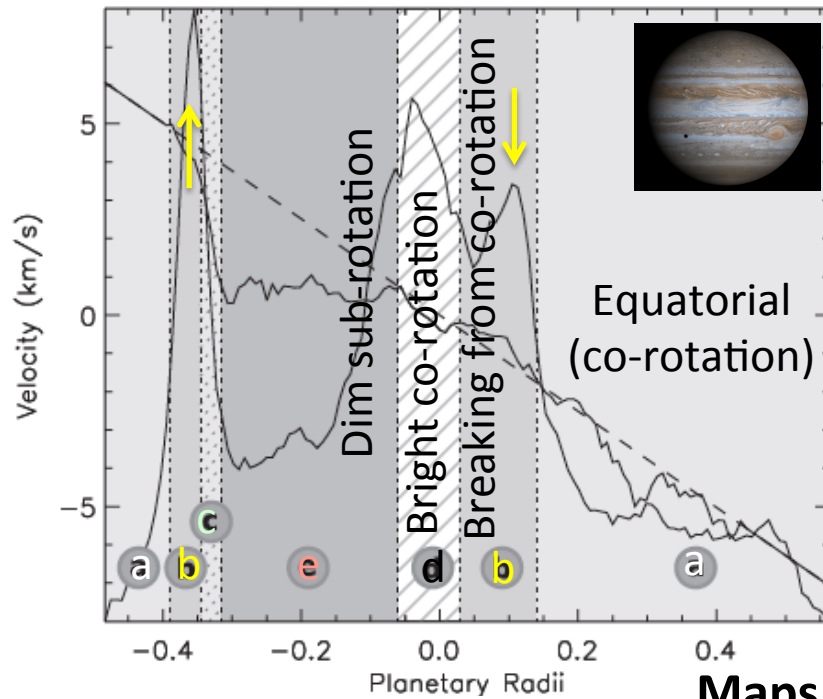 5
0
−5
Velocity (km/s)
Dim sub-rotation
Bright co-rotation
Breaking from co-rotation
Equatorial
(co-rotation)
c
a
b
e
d
b
a
−0.4
−0.2
0.0
0.2
0.4
Planetary Radii
Maps